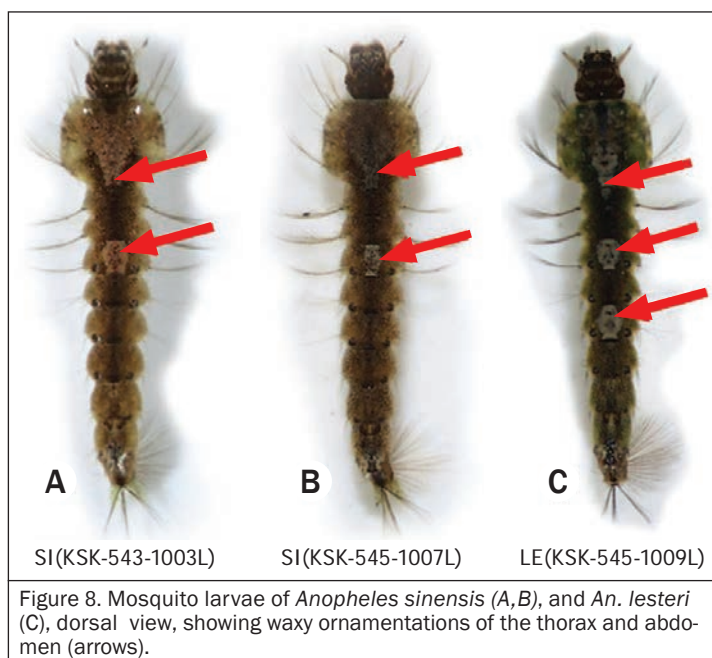 A B C
SI(KSK-543-1003L) SI(KSK-545-1007L) LE(KSK-545-1009L)
Figure 8. Mosquito larvae of Anopheles sinensis (A,B), and An. lesteri
(C), dorsal view, showing waxy ornamentations of the thorax and abdo-
men (arrows).